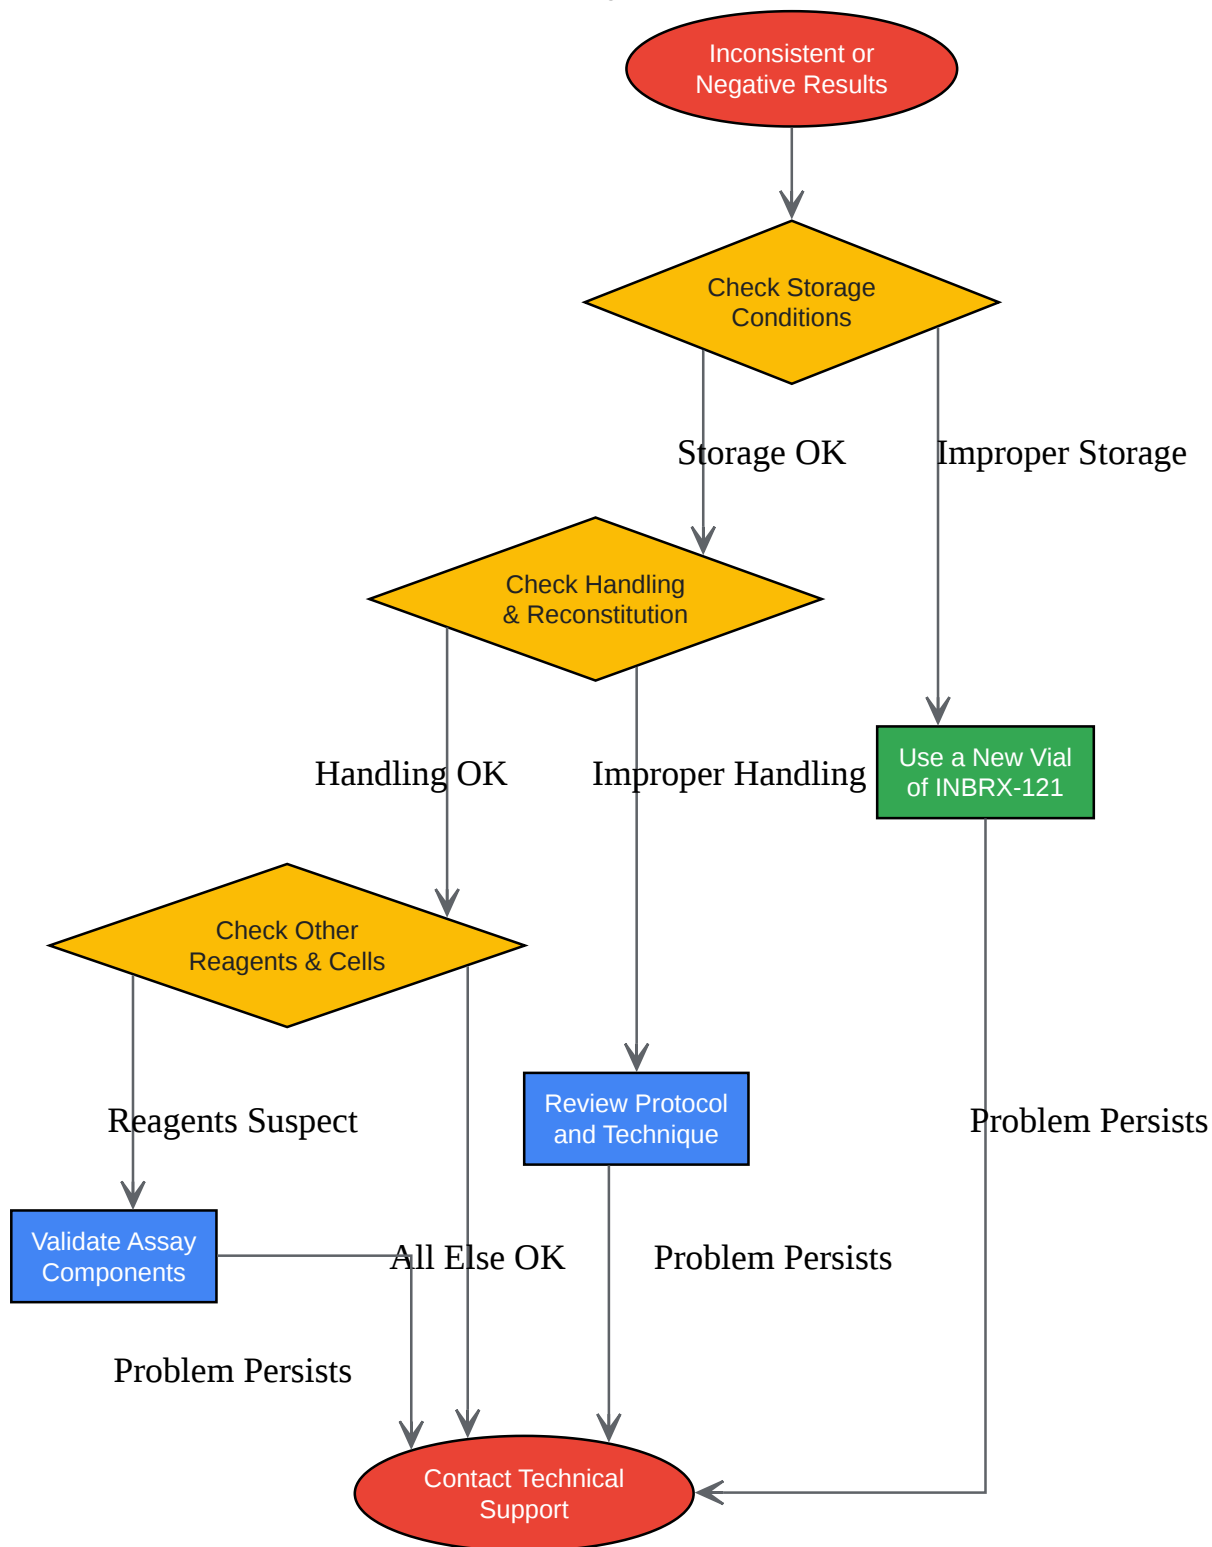 Inconsistent or
Negative Results
Check Storage
Conditions
Storage OK
Improper Storage
Check Handling
& Reconstitution
Handling OK
Improper Handling
Use a New Vial
of INBRX-121
Check Other
Reagents & Cells
Reagents Suspect
Review Protocol
and Technique
Problem Persists
Validate Assay
Components
All Else OK
Problem Persists
Problem Persists
Contact Technical
Support